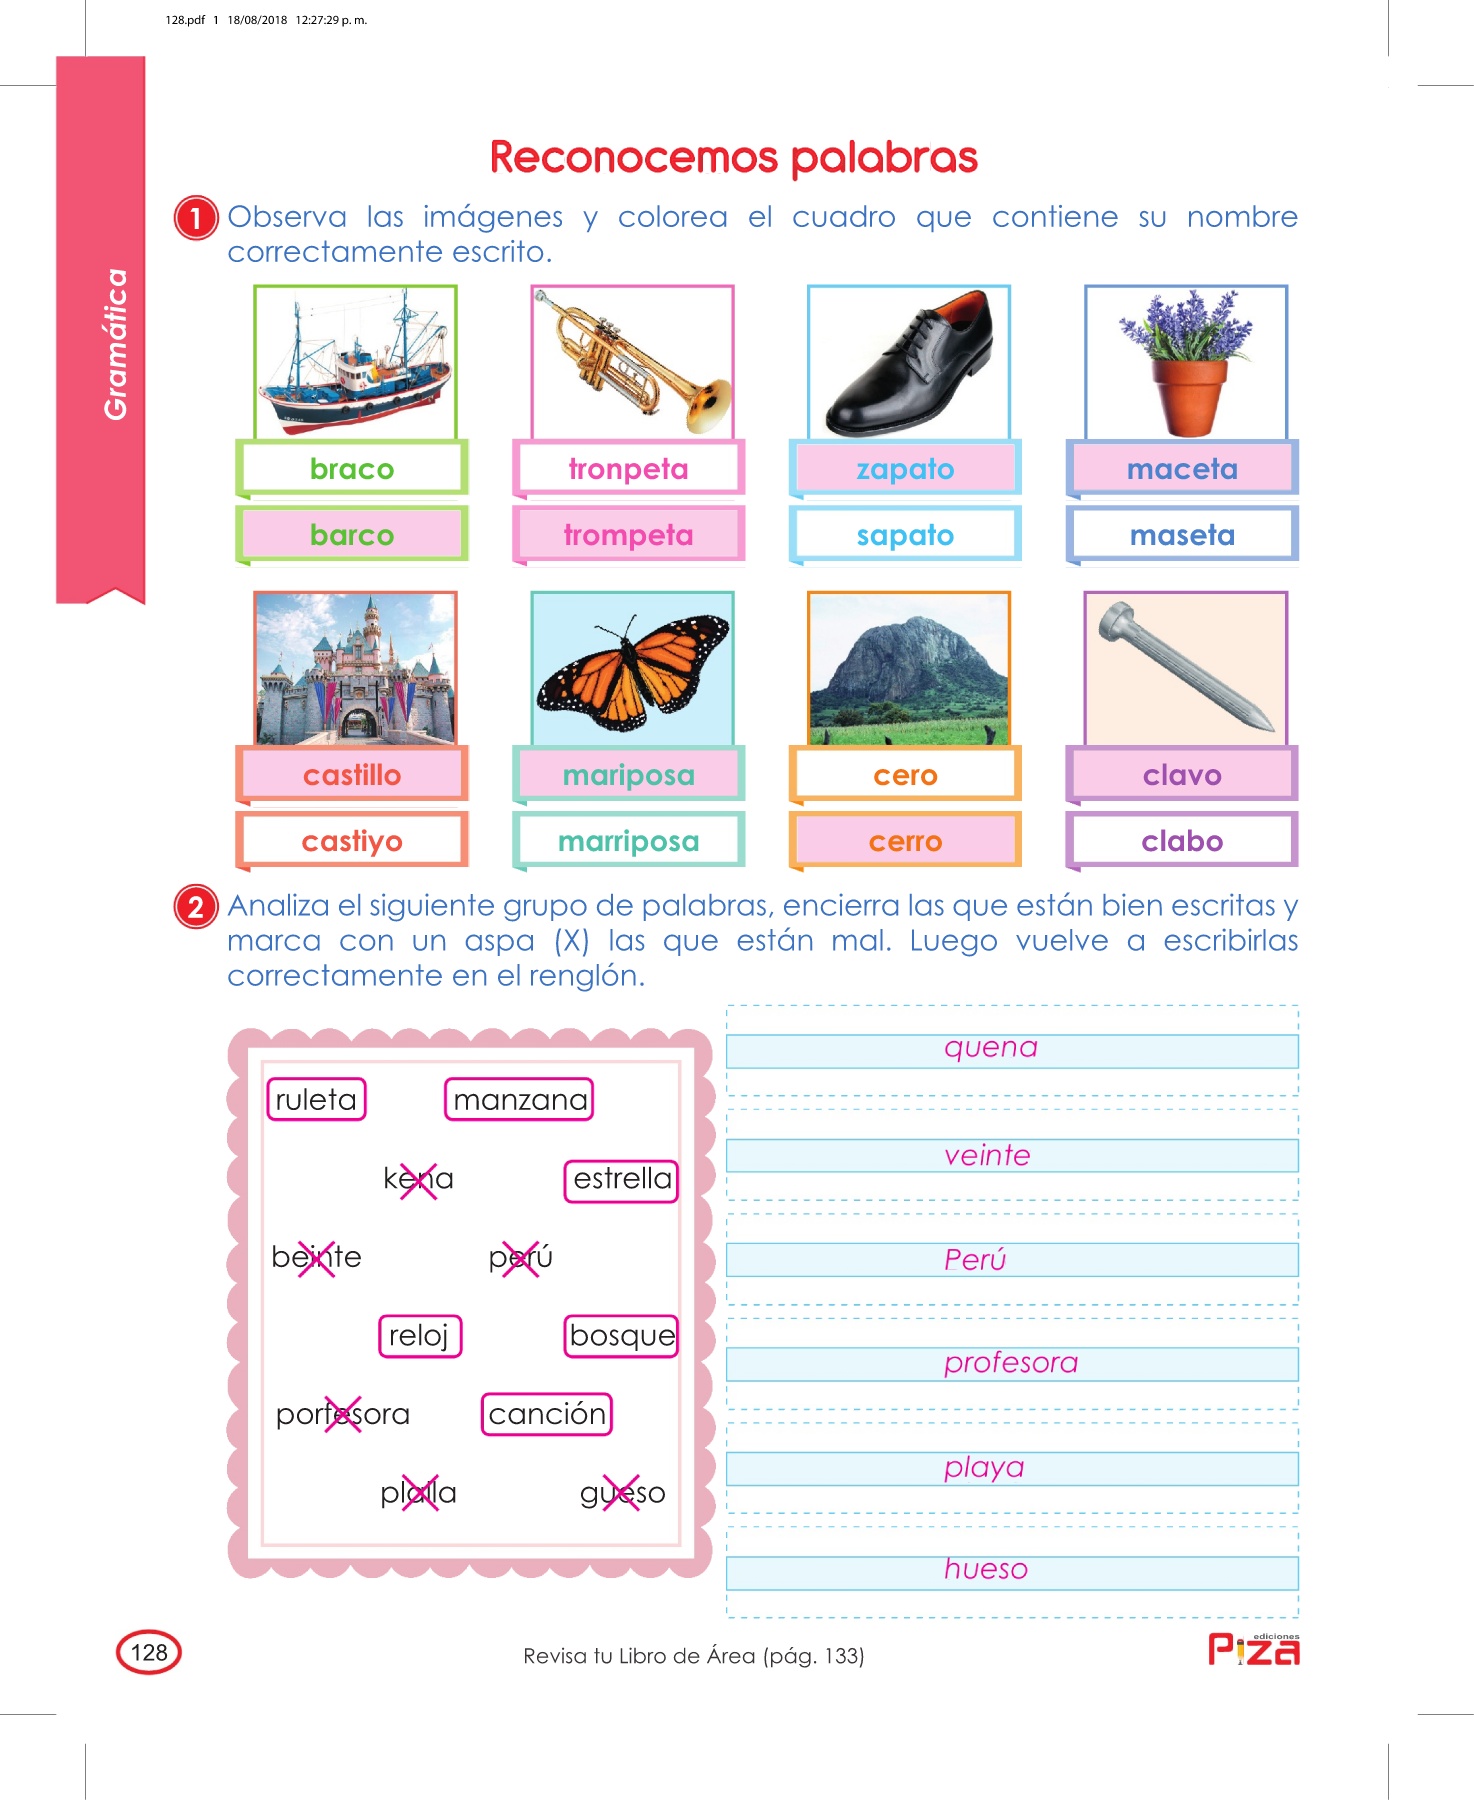 128.pdf 1 18/08/2018 12:27:29 p. m.
Gramática
Reconocemos palabras
1 Observa las imágenes y colorea el cuadro que contiene su nombre
correctamente escrito.
braco tronpeta zapato maceta
barco trompeta sapato maseta
castillo mariposa cero clavo
castiyo marriposa cerro clabo
2 Analiza el siguiente grupo de palabras, encierra las que están bien escritas y
marca con un aspa (X) las que están mal. Luego vuelve a escribirlas
correctamente en el renglón.
ruleta manzana
kena estrella
beinte perú
reloj bosque
porfesora canción
plalla gueso
quena
veinte
Perú
profesora
playa
hueso
128
Revisa tu Libro de Área (pág. 133)
ediciones
Piza